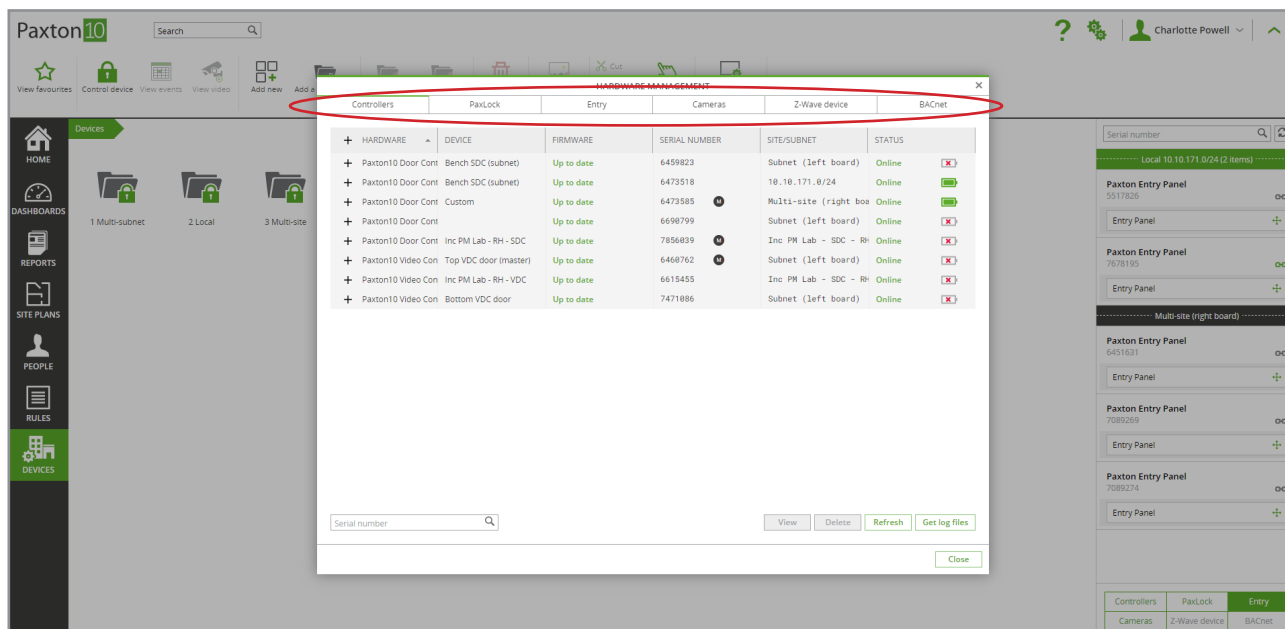 Paxton 10
Search
Charlotte Powell
View favourites
Control device
View events
View video
Add new
Add a
Cut
HARDWARE MANAGEMENT
Controllers PaxLock Entry Cameras Z-Wave device BACnet
HARDWARE DEVICE FIRMWARE SERIAL NUMBER SITE/SUBNET STATUS
Paxton10 Door Cont Bench SDC (subnet) Up to date 6459823 Subnet (left board) Online
Paxton10 Door Cont Bench SDC (subnet) Up to date 6473518 10.10.171.0/24 Online
Paxton10 Door Cont Custom Up to date 6473585 M Multi-site (right boa Online
Paxton10 Door Cont Up to date 6690799 Subnet (left board) Online
Paxton10 Door Cont Inc PM Lab - RH - SDC Up to date 7856039 M Inc PM Lab - SDC - RH Online
Paxton10 Video Con Top VDC door (master) Up to date 6460762 M Subnet (left board) Online
Paxton10 Video Con Inc PM Lab - RH - VDC Up to date 6615455 Inc PM Lab - SDC - RH Online
Paxton10 Video Con Bottom VDC door Up to date 7471086 Subnet (left board) Online
Serial number
View Delete Refresh Get log files
Close
HOME
DASHBOARDS
REPORTS
SITE PLANS
PEOPLE
RULES
DEVICES
Devices
1 Multi-subnet
2 Local
3 Multi-site
Serial number
Local 10.10.171.0/24 (2 items)
Paxton Entry Panel
5517826
Entry Panel
Paxton Entry Panel
7678195
Entry Panel
Multi-site (right board)
Paxton Entry Panel
6451631
Entry Panel
Paxton Entry Panel
7089269
Entry Panel
Paxton Entry Panel
7089274
Entry Panel
Controllers PaxLock Entry
Cameras Z-Wave device BACnet